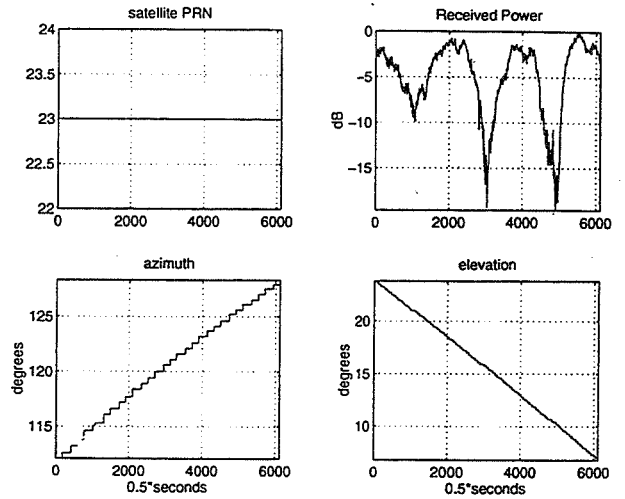 satellite PRN
24
23.5
23
22.5
22
0 2000 4000 6000
Received Power
0
−5
−10
−15
dB
0 2000 4000 6000
azimuth
125
120
115
degrees
0 2000 4000 6000
0.5*seconds
elevation
20
15
10
degrees
0 2000 4000 6000
0.5*seconds